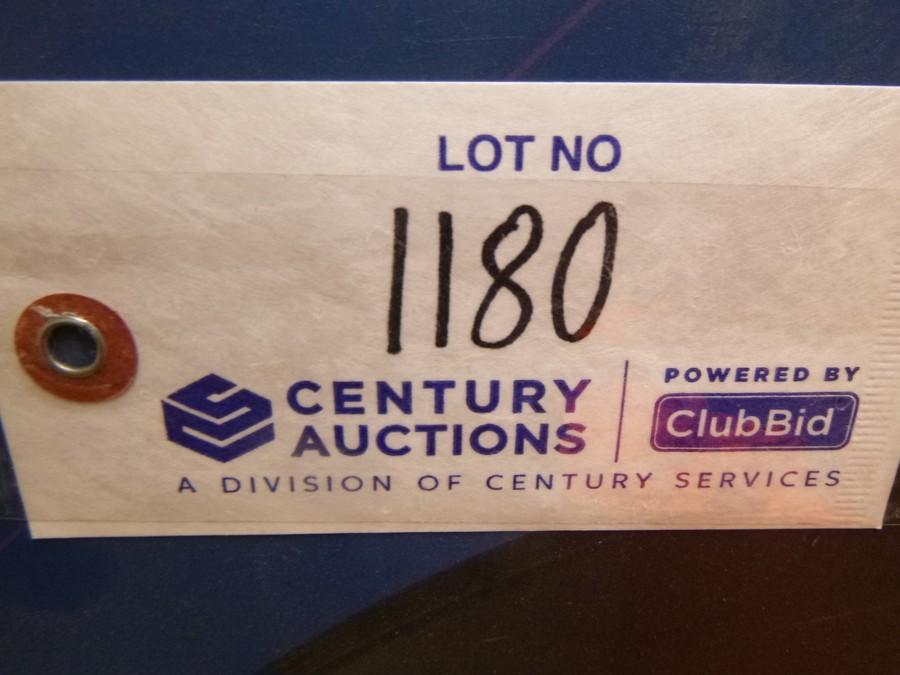 LOT NO
1180
CENTURY AUCTIONS
POWERED BY
ClubBid
A DIVISION OF CENTURY SERVICES